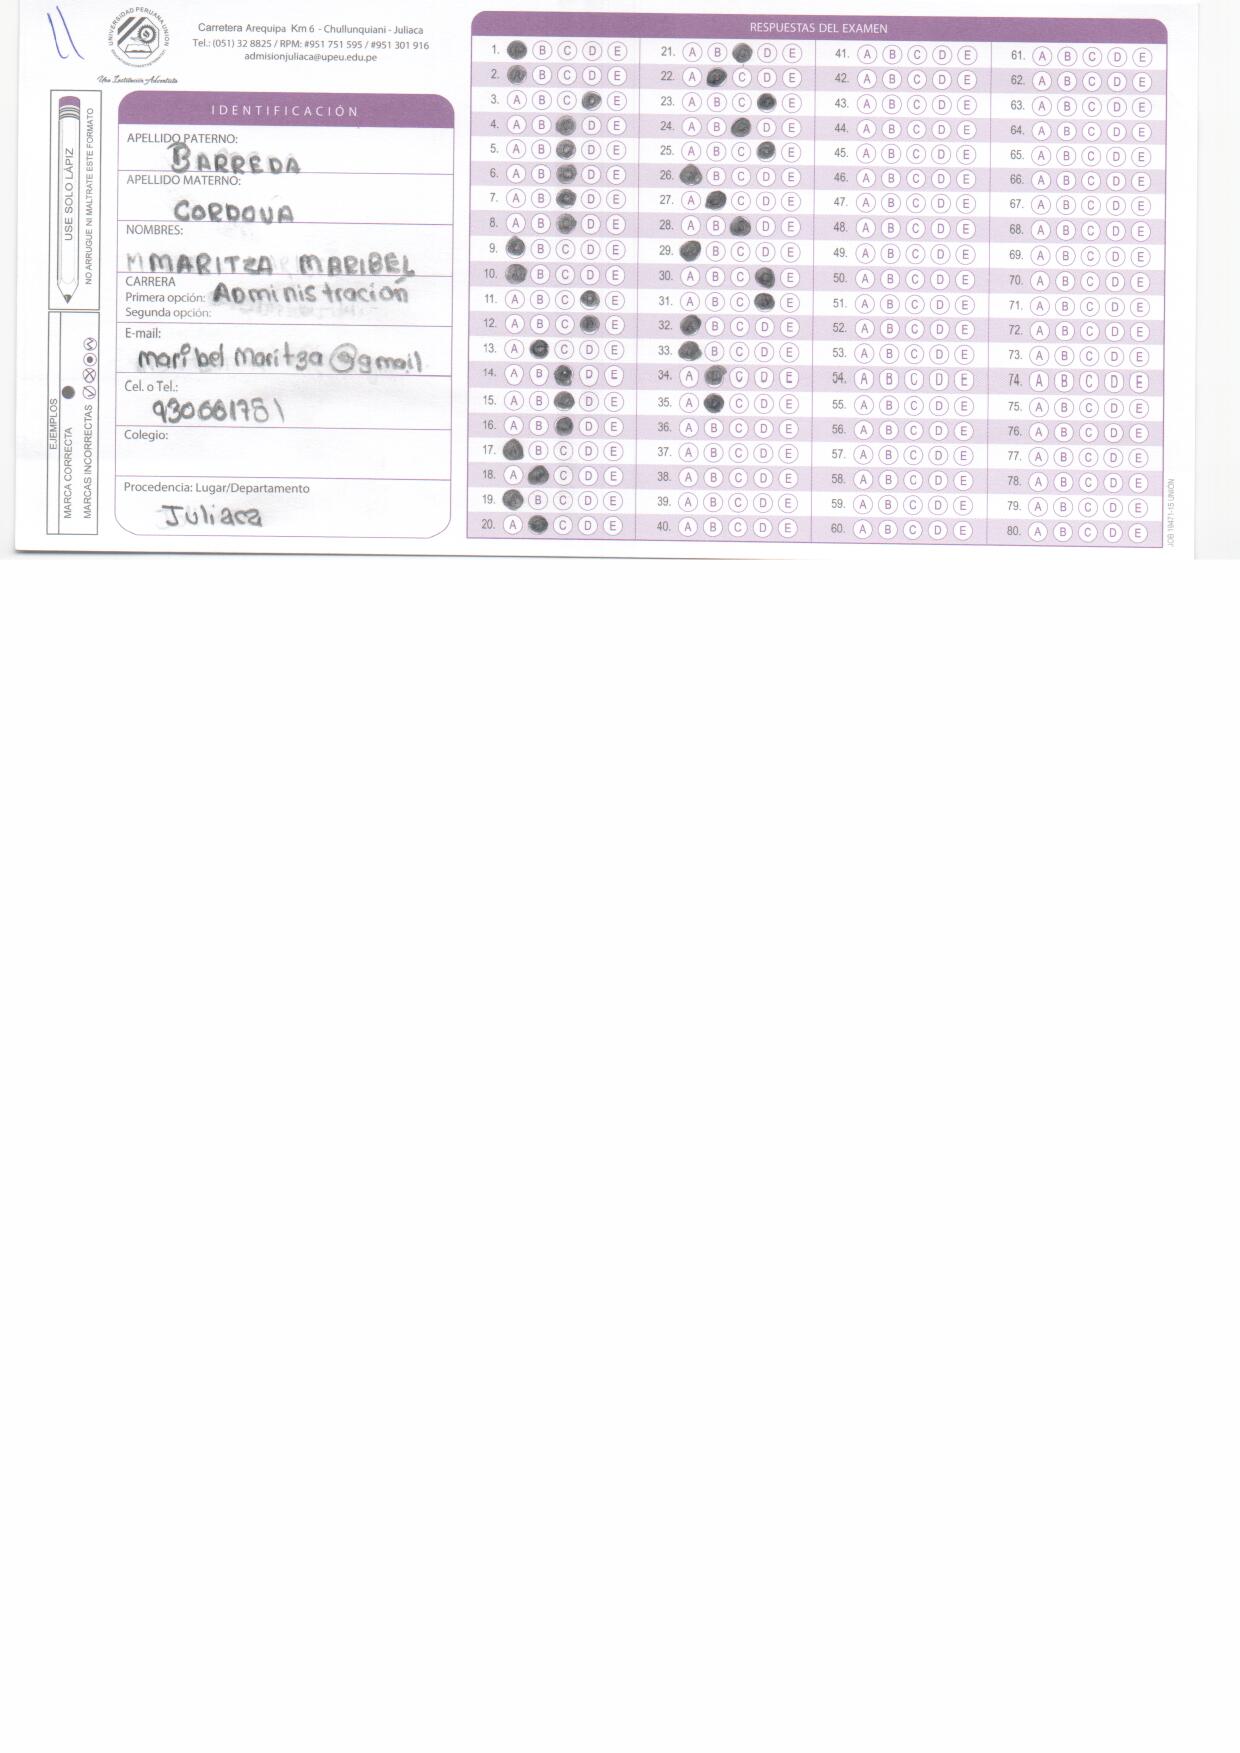 UNIVERSIDAD PERUANA UNION
Una Institución Adventista
Carretera Arequipa Km 6 - Chullunquiani - Juliaca
Tel.: (051) 32 8825 / RPM: #951 751 595 / #951 301 916
admisionjuliaca@upeu.edu.pe
USE SOLO LÁPIZ
NO ARRUGUE NI MALTRATE ESTE FORMATO
EJEMPLOS
MARCA CORRECTA
MARCAS INCORRECTAS
IDENTIFICACIÓN
APELLIDO PATERNO:
BARREDA
APELLIDO MATERNO:
CORDOVA
NOMBRES:
MARITZA MARIBEL
CARRERA
Primera opción: Administración
Segunda opción:
E-mail:
maribel maritza @gmail
Cel. o Tel.:
930661781
Colegio:
Procedencia: Lugar/Departamento
Juliaca
RESPUESTAS DEL EXAMEN
1. B C D E
2. B C D E
3. A B C E
4. A B D E
5. A B C D E
6. A B C D E
7. A B C D E
8. A B D E
9. B C D E
10. B C D E
11. A B C E
12. A B C E
13. A C D E
14. A B D E
15. A B D E
16. A B D E
17. B C D E
18. A C D E
19. B C D E
20. A C D E
21. A B D E
22. A C D E
23. A B C E
24. A B D E
25. A B C E
26. B C D E
27. A C D E
28. A B D E
29. B C D E
30. A B C E
31. A B C E
32. B C D E
33. B C D E
34. A C D E
35. A C D E
36. A B C D E
37. A B C D E
38. A B C D E
39. A B C D E
40. A B C D E
41. A B C D E
42. A B C D E
43. A B C D E
44. A B C D E
45. A B C D E
46. A B C D E
47. A B C D E
48. A B C D E
49. A B C D E
50. A B C D E
51. A B C D E
52. A B C D E
53. A B C D E
54. A B C D E
55. A B C D E
56. A B C D E
57. A B C D E
58. A B C D E
59. A B C D E
60. A B C D E
61. A B C D E
62. A B C D E
63. A B C D E
64. A B C D E
65. A B C D E
66. A B C D E
67. A B C D E
68. A B C D E
69. A B C D E
70. A B C D E
71. A B C D E
72. A B C D E
73. A B C D E
74. A B C D E
75. A B C D E
76. A B C D E
77. A B C D E
78. A B C D E
79. A B C D E
80. A B C D E
JOB 19471-15 UNIÓN